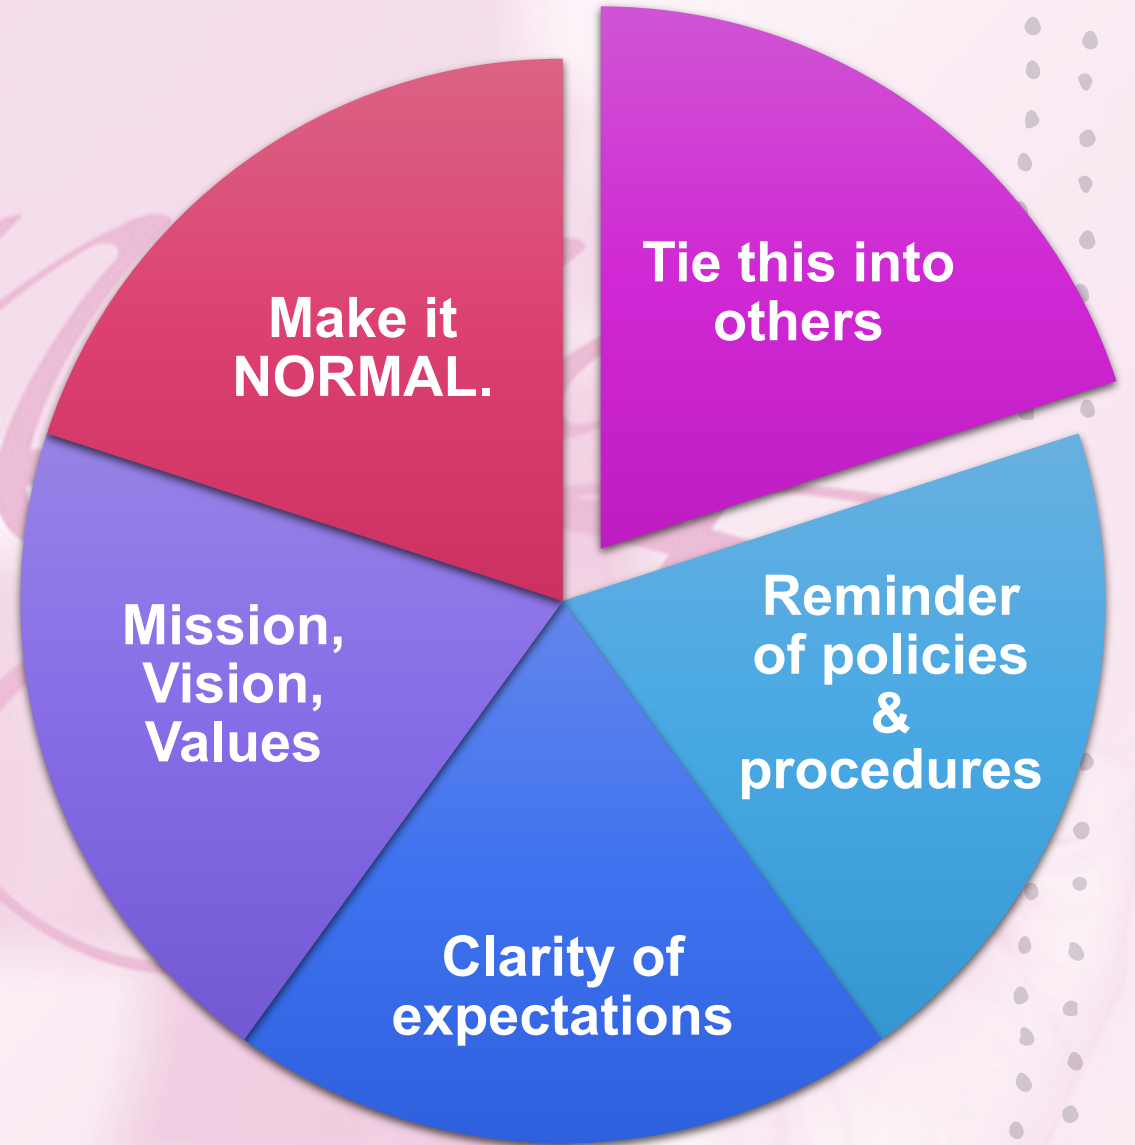 Tie this into
others
Reminder
of policies
&
procedures
Clarity of
expectations
Mission,
Vision,
Values
Make it
NORMAL.